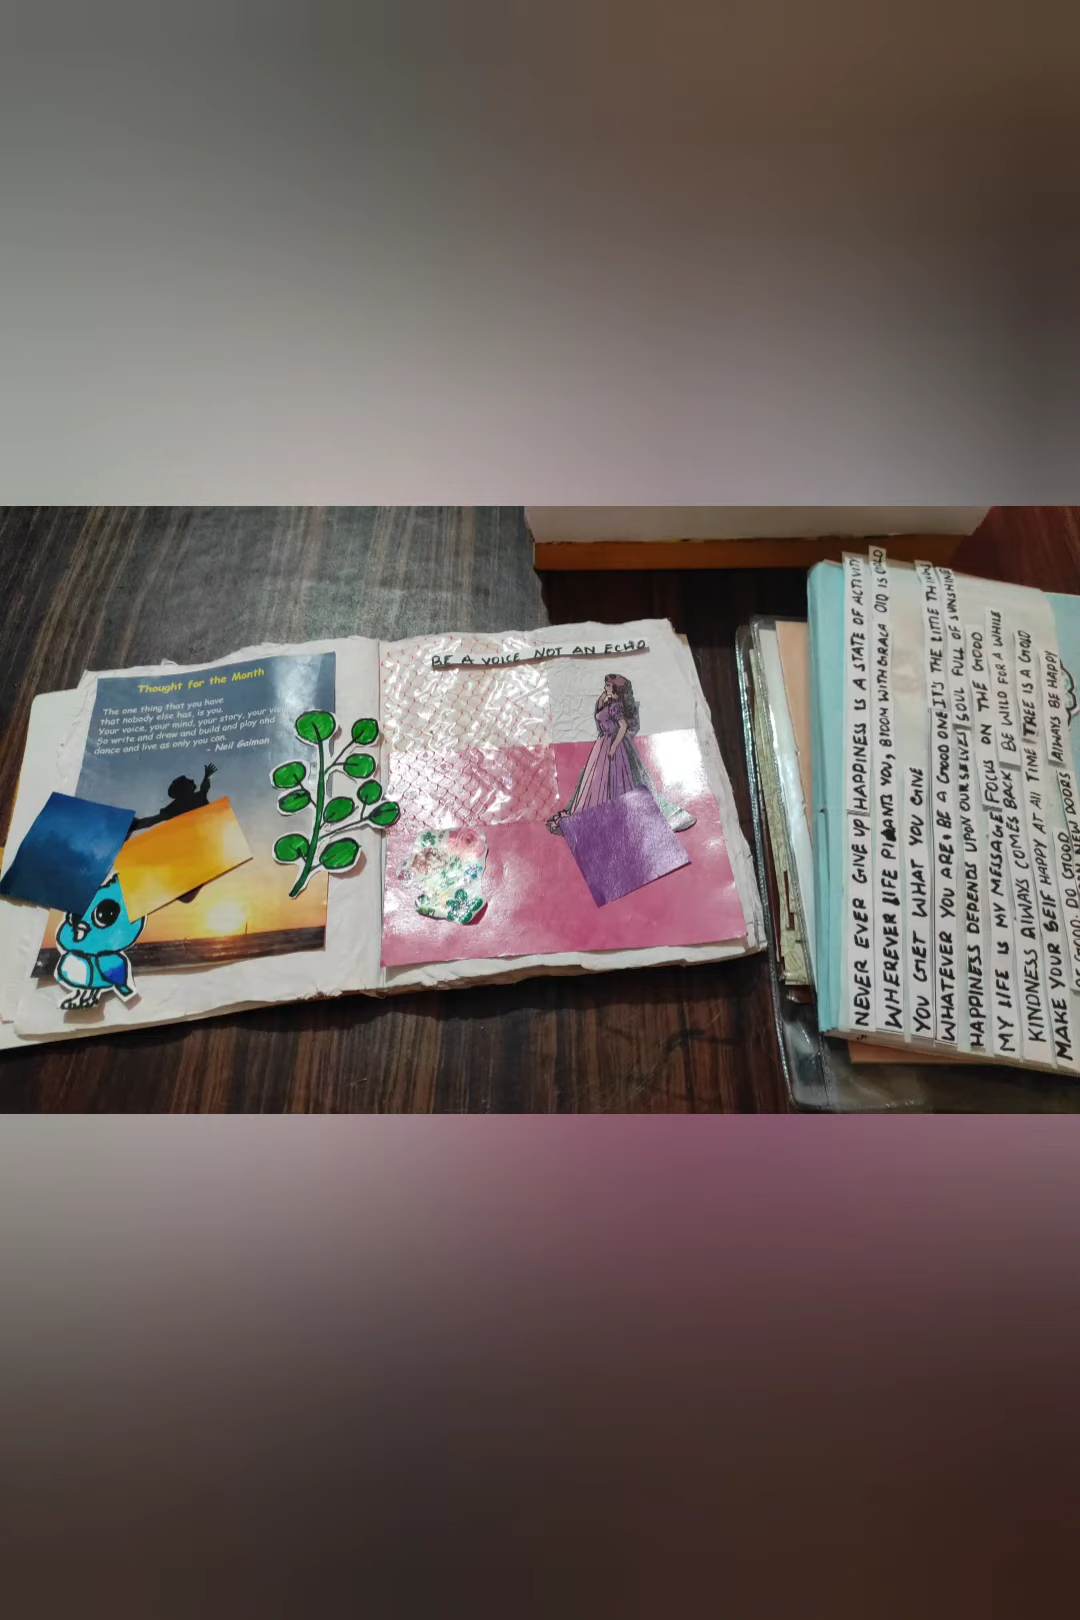 Thought for the Month
The one thing that you have
that nobody else has, is you.
Your voice, your mind, your story, your
So write and draw and build and play and
dance and live as only you can.
- Neil Gaiman
BE A VOICE NOT AN ECHO
NEVER EVER GIVE UP HAPPINESS IS A STATE OF ACTIVITY
WHEREVER LIFE PLANTS YOU, BLOOM WITH GRACE OLD IS GOLD
YOU GET WHAT YOU GIVE
WHATEVER YOU ARE, BE A GOOD ONE IT'S THE LITTLE THINGS
HAPPINESS DEPENDS UPON OURSELVES SOUL FULL OF SUNSHINE
MY LIFE IS MY MESSAGE FOCUS ON THE GOOD
KINDNESS ALWAYS COMES BACK BE WILD FOR A WHILE
MAKE YOUR SELF HAPPY AT ALL TIME TREE IS A GOLD
DO GOOD NEW DOORS ALWAYS BE HAPPY